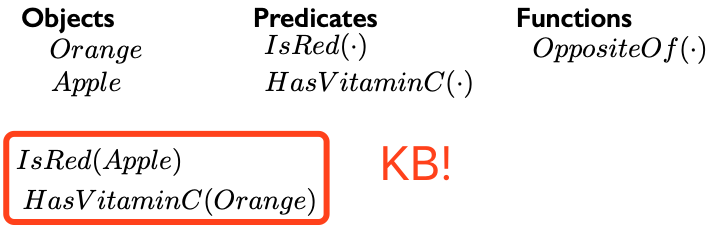 Objects Predicates Functions
Orange IsRed(·) OppositeOf(·)
Apple HasVitaminC(·)
IsRed(Apple)
KB!
HasVitaminC(Orange)